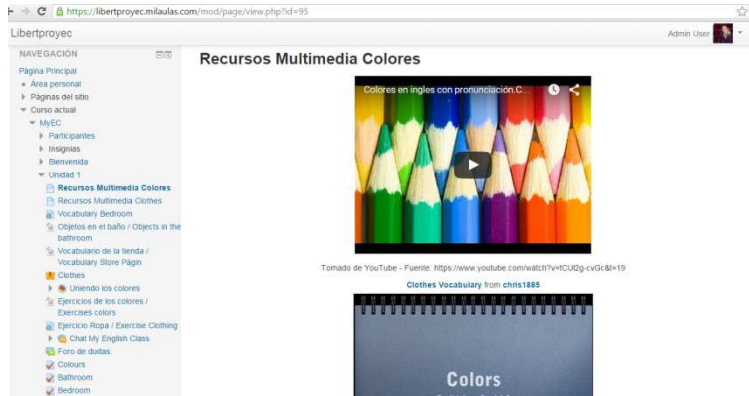 https://libertproyec.milaulas.com/mod/page/view.php?id=95
Libertproyec
Admin User
NAVEGACIÓN
Página Principal
Área personal
Páginas del sitio
Curso actual
MyEC
Participantes
Insignias
Bienvenida
Unidad 1
Recursos Multimedia Colores
Recursos Multimedia Clothes
Vocabulary Bedroom
Objetos en el baño / Objects in the
bathroom
Vocabulario de la tienda /
Vocabulary Store Págin
Clothes
Uniendo los colores
Ejercicios de los colores /
Exercises colors
Ejercicio Ropa / Exercise Clothing
Chat My English Class
Foro de dudas.
Colours
Bathroom
Bedroom
Recursos Multimedia Colores
Colores en ingles con pronunciación.C...
Tomado de YouTube - Fuente: https://www.youtube.com/watch?v=tCUl2g-cvGc&t=19
Clothes Vocabulary from chris1885
Colors